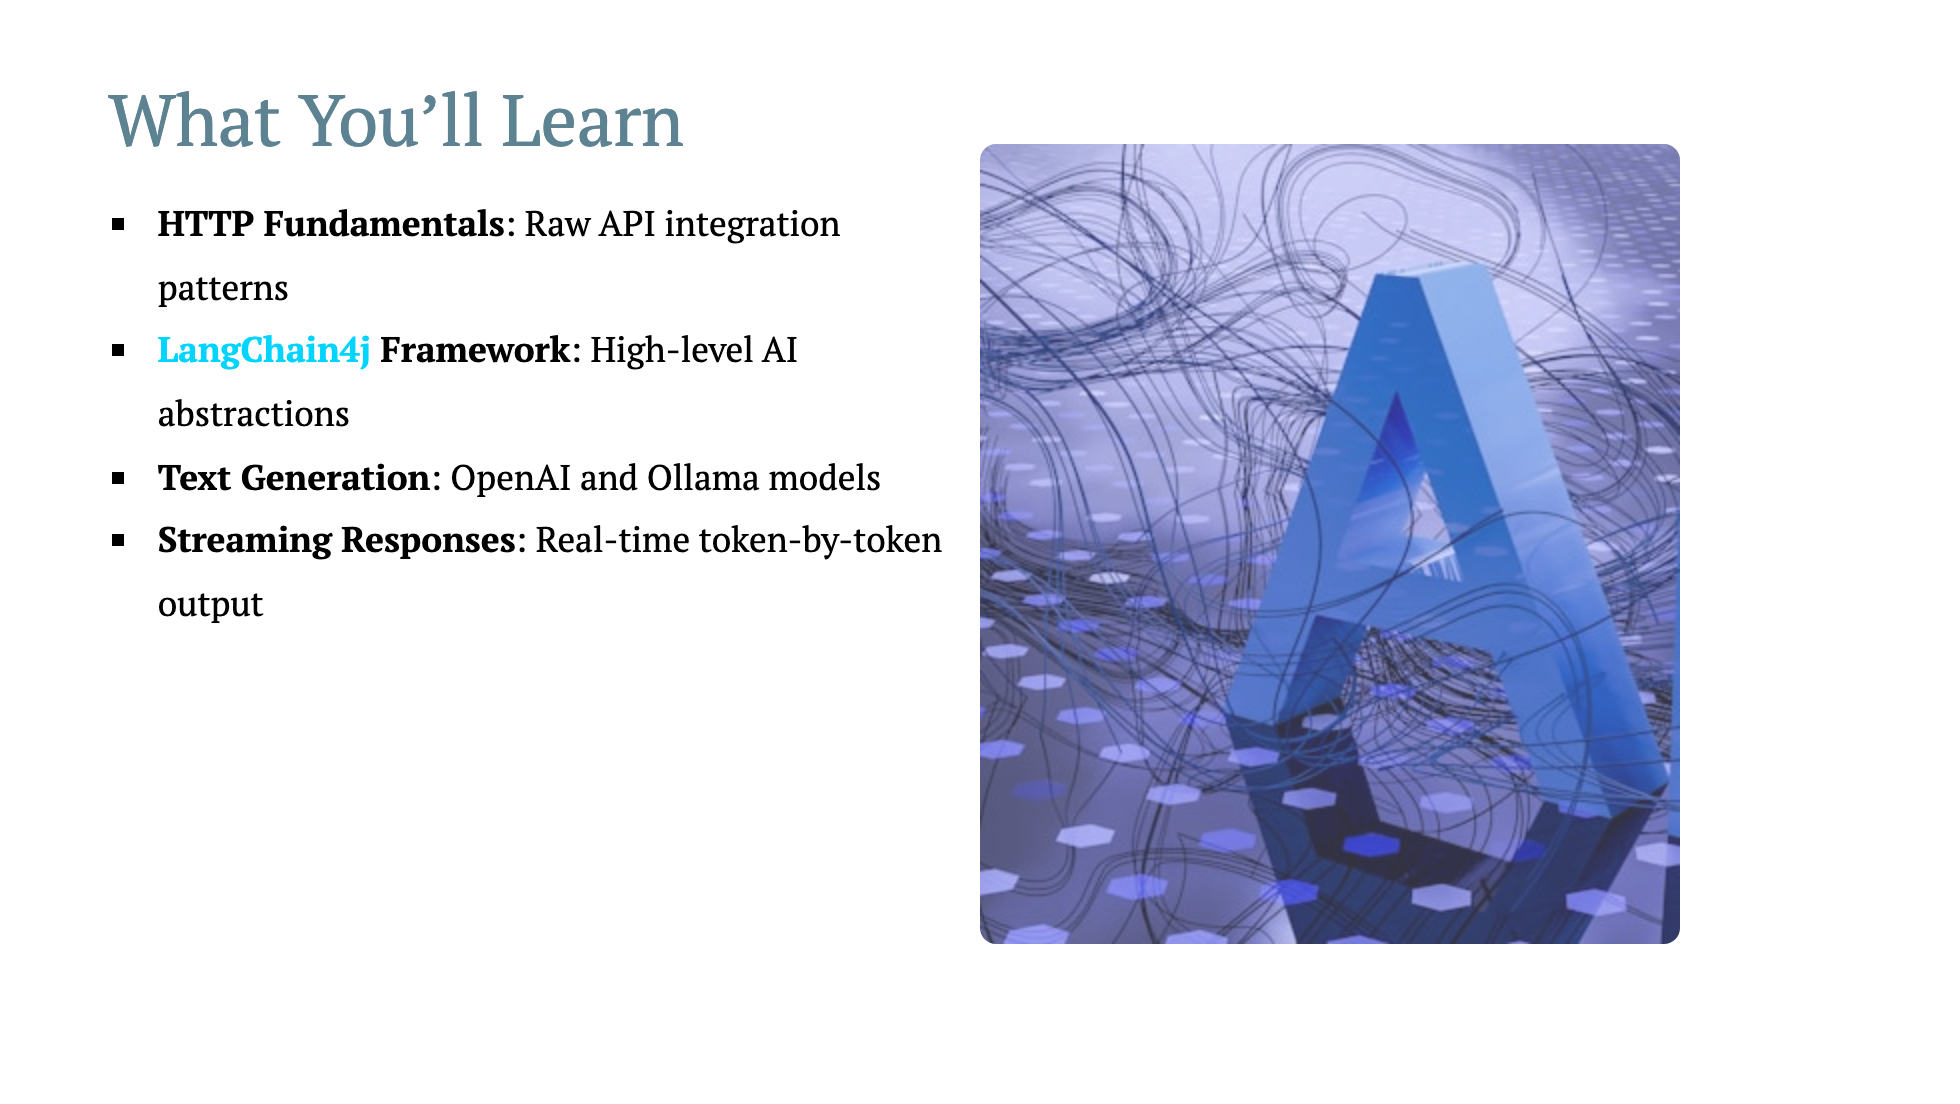 What You’ll Learn
▪ HTTP Fundamentals: Raw API integration
patterns
▪ LangChain4j Framework: High-level AI
abstractions
▪ Text Generation: OpenAI and Ollama models
▪ Streaming Responses: Real-time token-by-token
output
A